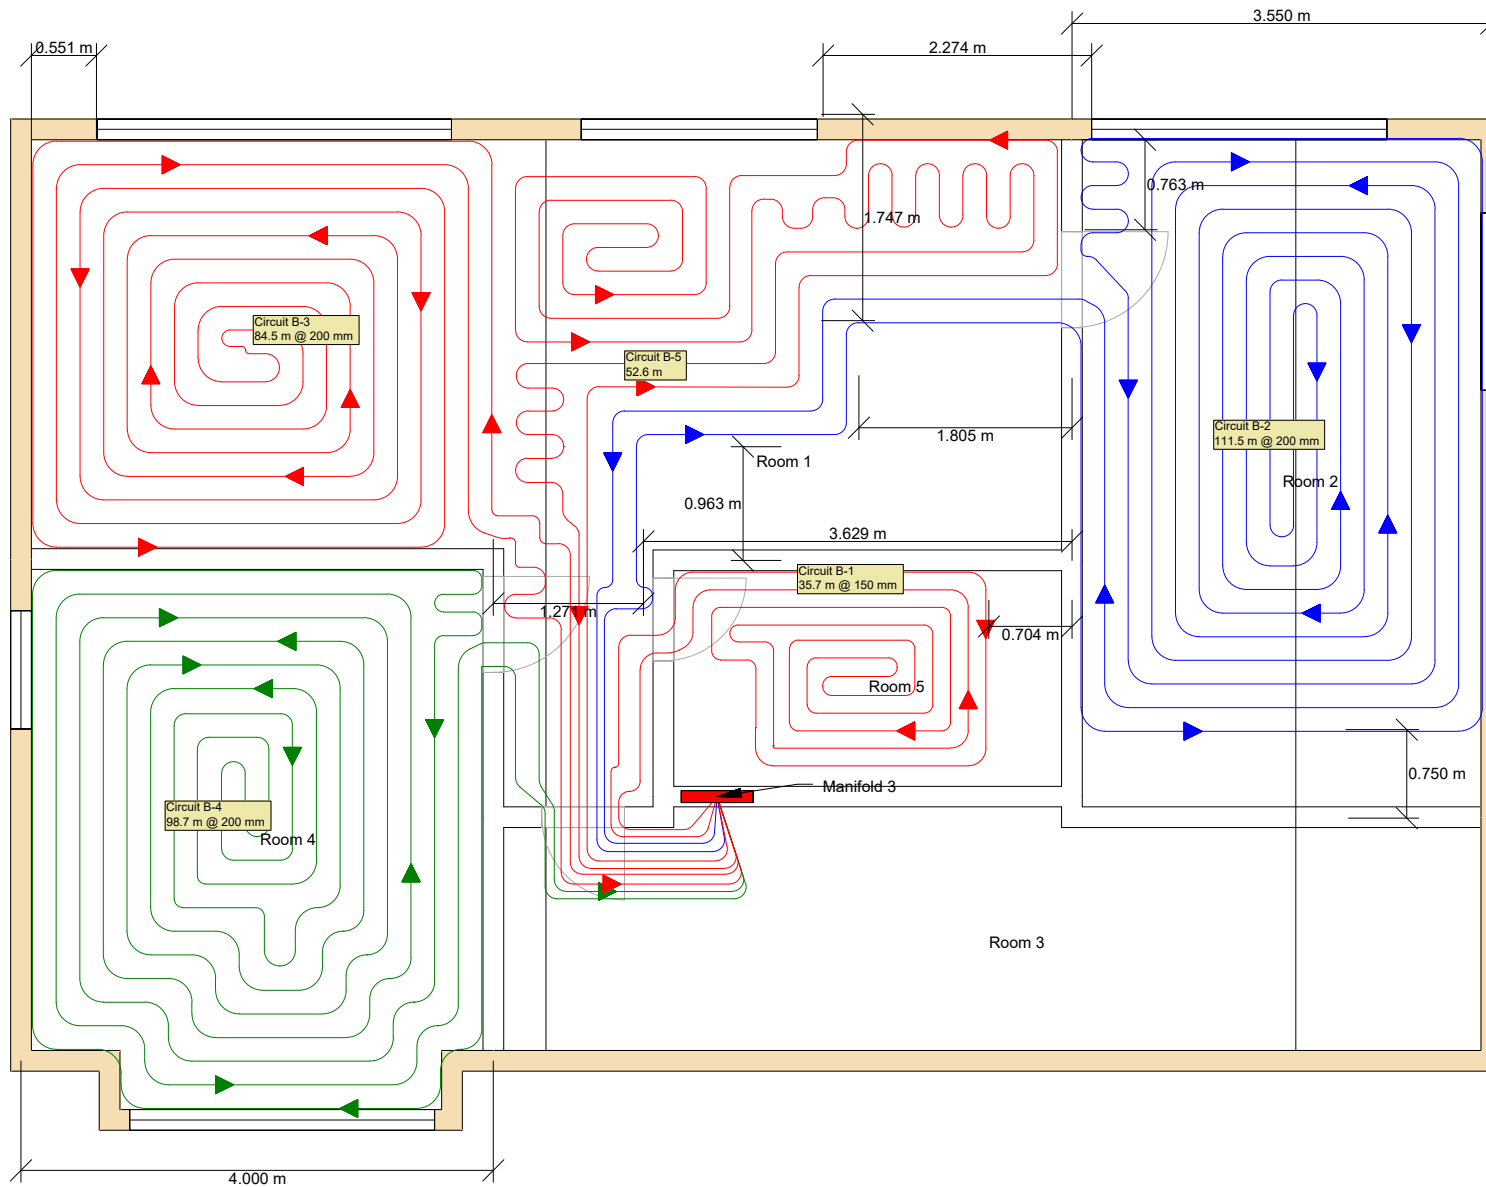 3.550 m
0.551 m
2.274 m
0.763 m
1.747 m
Circuit B-3
84.5 m @ 200 mm
Circuit B-5
52.6 m
Circuit B-2
111.5 m @ 200 mm
1.805 m
Room 1
Room 2
0.963 m
3.629 m
Circuit B-1
35.7 m @ 150 mm
1.271 m
0.704 m
Room 5
0.750 m
Manifold 3
Circuit B-4
98.7 m @ 200 mm
Room 4
Room 3
4.000 m